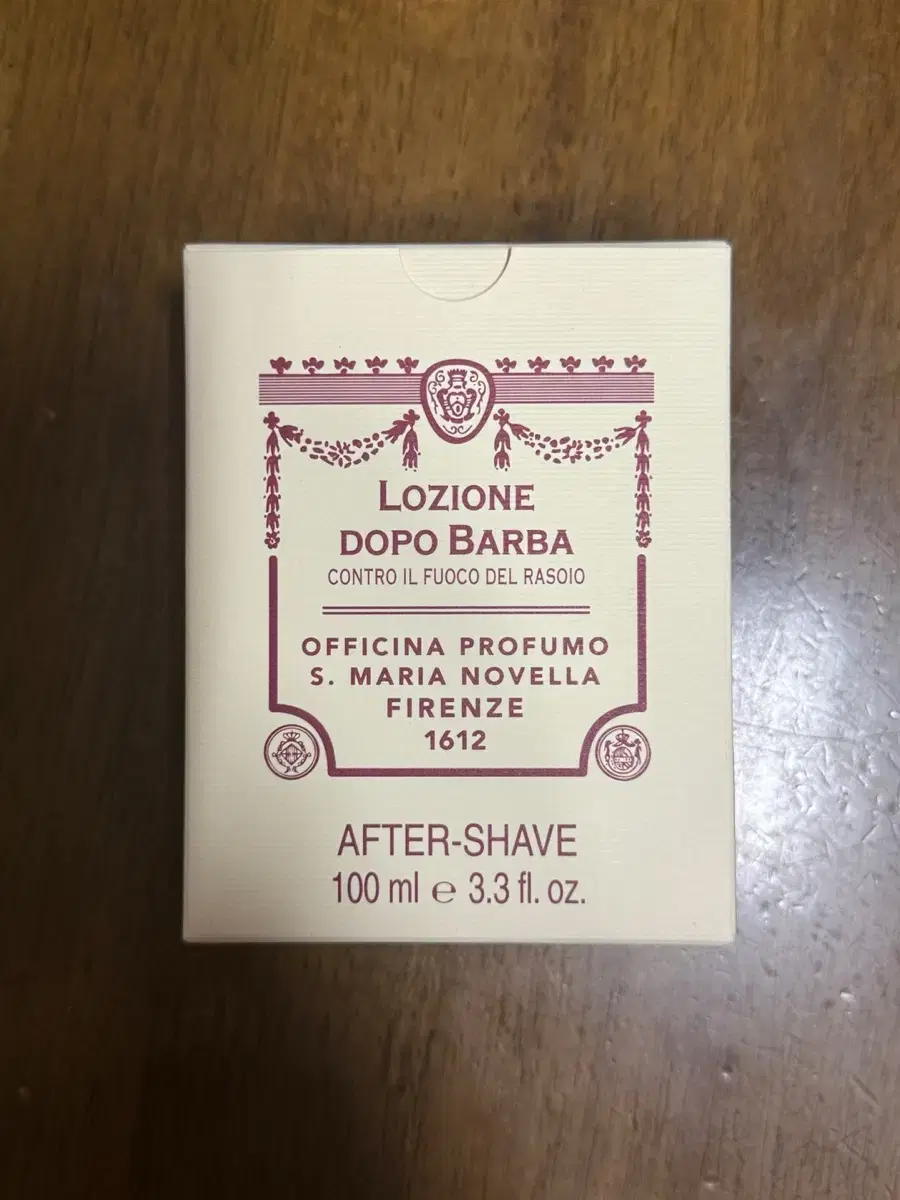 LOZIONE
DOPO BARBA
CONTRO IL FUOCO DEL RASOIO
OFFICINA PROFUMO
S. MARIA NOVELLA
FIRENZE
1612
AFTER-SHAVE
100 ml ℮ 3.3 fl. oz.